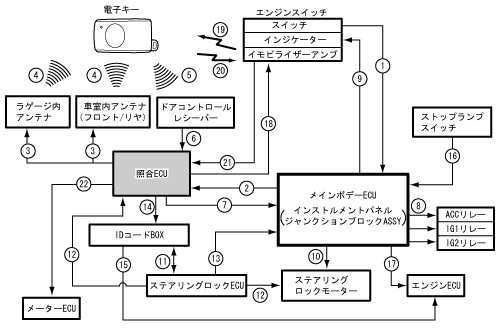 電子キー
エンジンスイッチ
スイッチ
インジケーター
イモビライザーアンプ
⑲
⑳
④
④
⑤
①
⑨
ラゲージ内
アンテナ
車室内アンテナ
(フロント/リヤ)
ドアコントロール
レシーバー
ストップランプ
スイッチ
③
③
⑥
⑱
⑯
㉑
照合ECU
㉒
②
⑭
⑦
メインボデーECU
(インストルメントパネル
ジャンクションブロックASSY)
⑧
ACCリレー
IG1リレー
IG2リレー
IDコードBOX
⑫
⑮
⑪
⑬
⑩
⑰
ステアリングロックECU
⑫
ステアリング
ロックモーター
エンジンECU
メーターECU